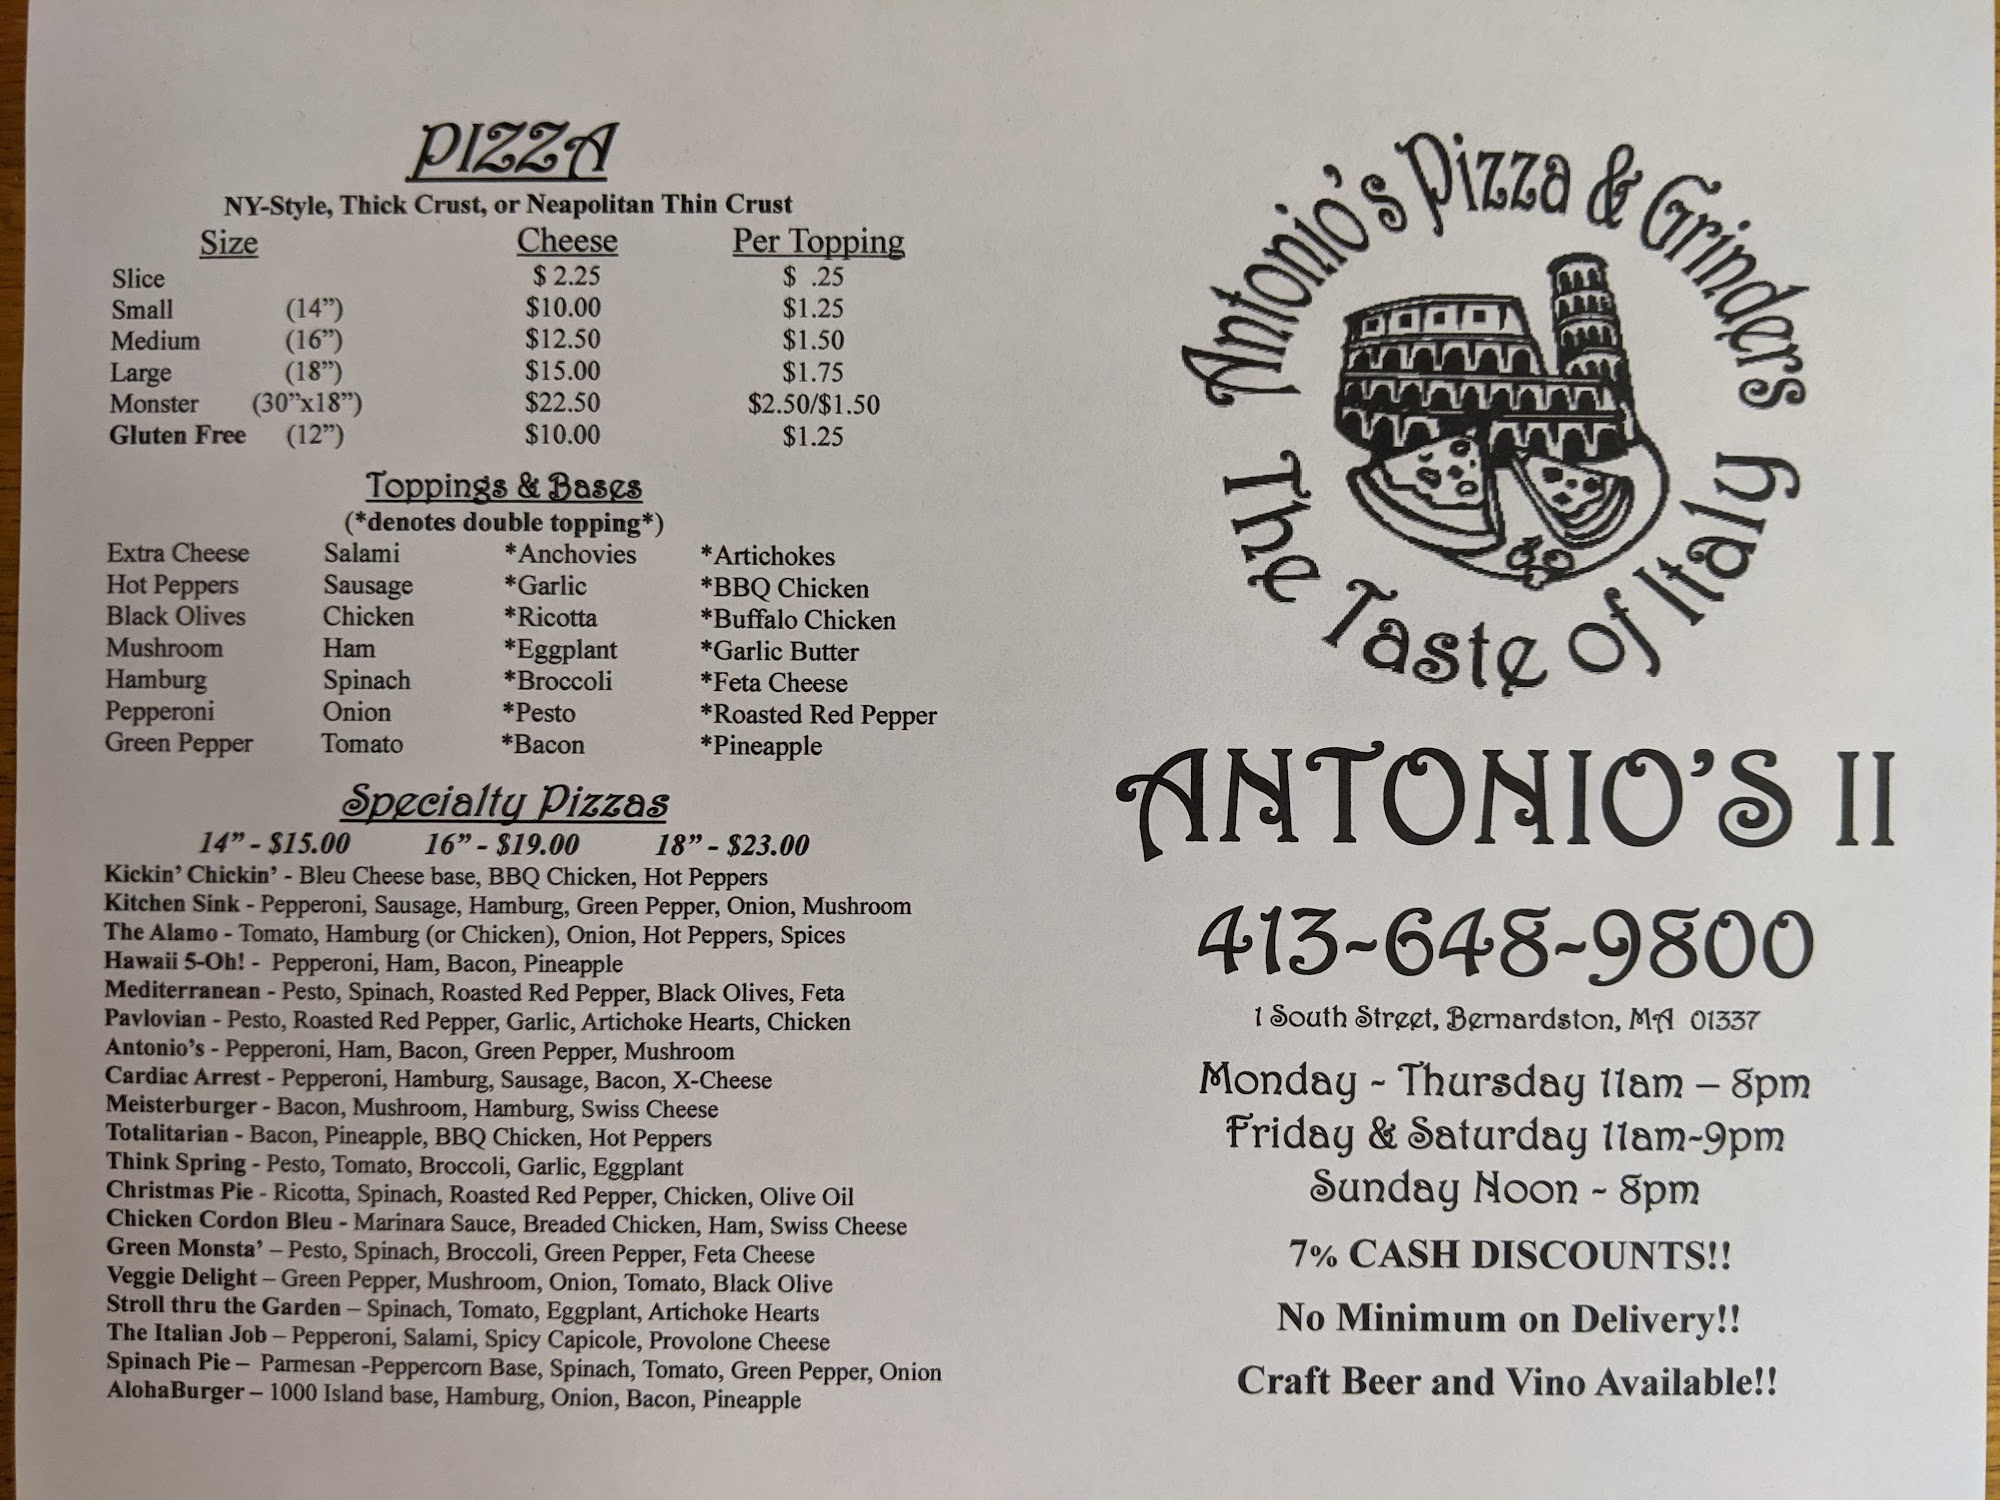 PIZZA
NY-Style, Thick Crust, or Neapolitan Thin Crust
Size Cheese Per Topping
Slice $ 2.25 $ .25
Small (14”) $10.00 $1.25
Medium (16”) $12.50 $1.50
Large (18”) $15.00 $1.75
Monster (30”x18”) $22.50 $2.50/$1.50
Gluten Free (12”) $10.00 $1.25
Toppings & Bases
(*denotes double topping*)
Extra Cheese Salami *Anchovies *Artichokes
Hot Peppers Sausage *Garlic *BBQ Chicken
Black Olives Chicken *Ricotta *Buffalo Chicken
Mushroom Ham *Eggplant *Garlic Butter
Hamburg Spinach *Broccoli *Feta Cheese
Pepperoni Onion *Pesto *Roasted Red Pepper
Green Pepper Tomato *Bacon *Pineapple
Specialty Pizzas
14” - $15.00 16” - $19.00 18” - $23.00
Kickin’ Chickin’ - Bleu Cheese base, BBQ Chicken, Hot Peppers
Kitchen Sink - Pepperoni, Sausage, Hamburg, Green Pepper, Onion, Mushroom
The Alamo - Tomato, Hamburg (or Chicken), Onion, Hot Peppers, Spices
Hawaii 5-Oh! - Pepperoni, Ham, Bacon, Pineapple
Mediterranean - Pesto, Spinach, Roasted Red Pepper, Black Olives, Feta
Pavlovian - Pesto, Roasted Red Pepper, Garlic, Artichoke Hearts, Chicken
Antonio’s - Pepperoni, Ham, Bacon, Green Pepper, Mushroom
Cardiac Arrest - Pepperoni, Hamburg, Sausage, Bacon, X-Cheese
Meisterburger - Bacon, Mushroom, Hamburg, Swiss Cheese
Totalitarian - Bacon, Pineapple, BBQ Chicken, Hot Peppers
Think Spring - Pesto, Tomato, Broccoli, Garlic, Eggplant
Christmas Pie - Ricotta, Spinach, Roasted Red Pepper, Chicken, Olive Oil
Chicken Cordon Bleu - Marinara Sauce, Breaded Chicken, Ham, Swiss Cheese
Green Monsta’ – Pesto, Spinach, Broccoli, Green Pepper, Feta Cheese
Veggie Delight – Green Pepper, Mushroom, Onion, Tomato, Black Olive
Stroll thru the Garden – Spinach, Tomato, Eggplant, Artichoke Hearts
The Italian Job – Pepperoni, Salami, Spicy Capicole, Provolone Cheese
Spinach Pie – Parmesan -Peppercorn Base, Spinach, Tomato, Green Pepper, Onion
AlohaBurger – 1000 Island base, Hamburg, Onion, Bacon, Pineapple
Antonio’s Pizza & Grinders
The Taste of Italy
ANTONIO’S II
413-648-9800
1 South Street, Bernardston, MA 01337
Monday - Thursday 11am – 8pm
Friday & Saturday 11am-9pm
Sunday Noon - 8pm
7% CASH DISCOUNTS!!
No Minimum on Delivery!!
Craft Beer and Vino Available!!